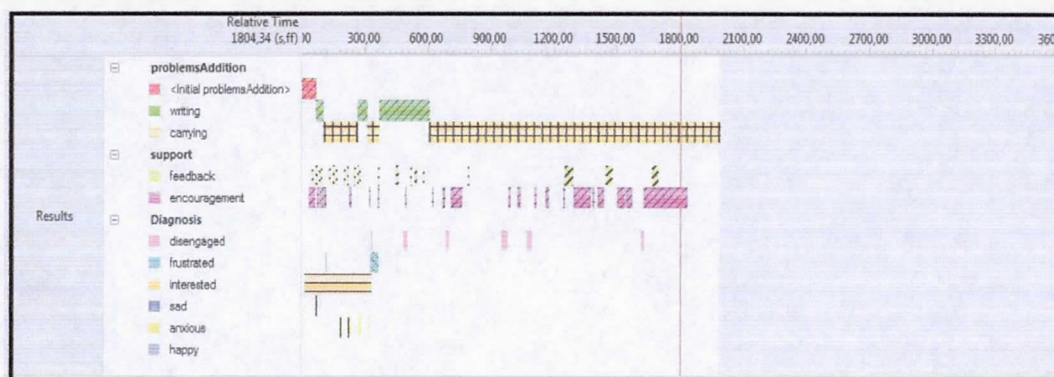 Relative Time
1804,34 (s,ff) 00 300,00 600,00 900,00 1200,00 1500,00 1800,00 2100,00 2400,00 2700,00 3000,00 3300,00 3600
problemsAddition
<Initial problemsAddition>
writing
carrying
support
feedback
encouragement
Results
Diagnosis
disengaged
frustrated
interested
sad
anxious
happy